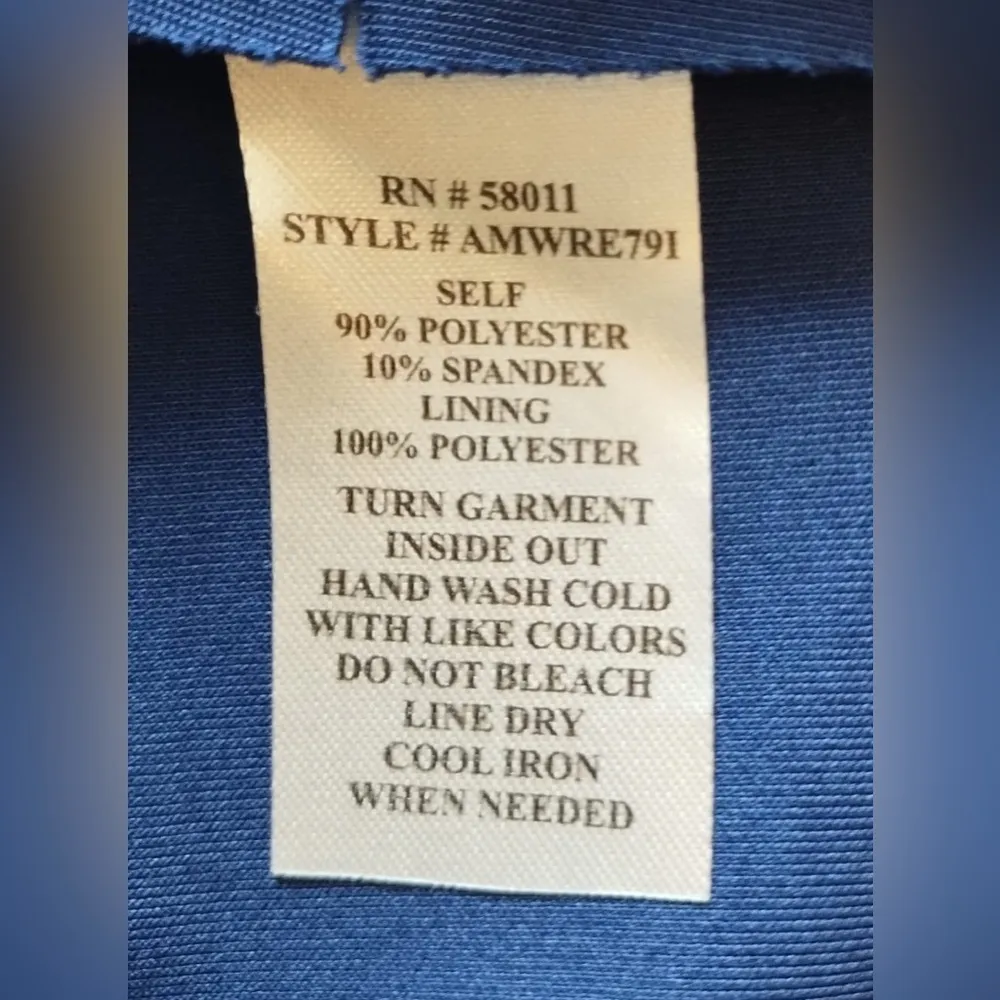 RN # 58011
STYLE # AMWRE79I
SELF
90% POLYESTER
10% SPANDEX
LINING
100% POLYESTER
TURN GARMENT
INSIDE OUT
HAND WASH COLD
WITH LIKE COLORS
DO NOT BLEACH
LINE DRY
COOL IRON
WHEN NEEDED